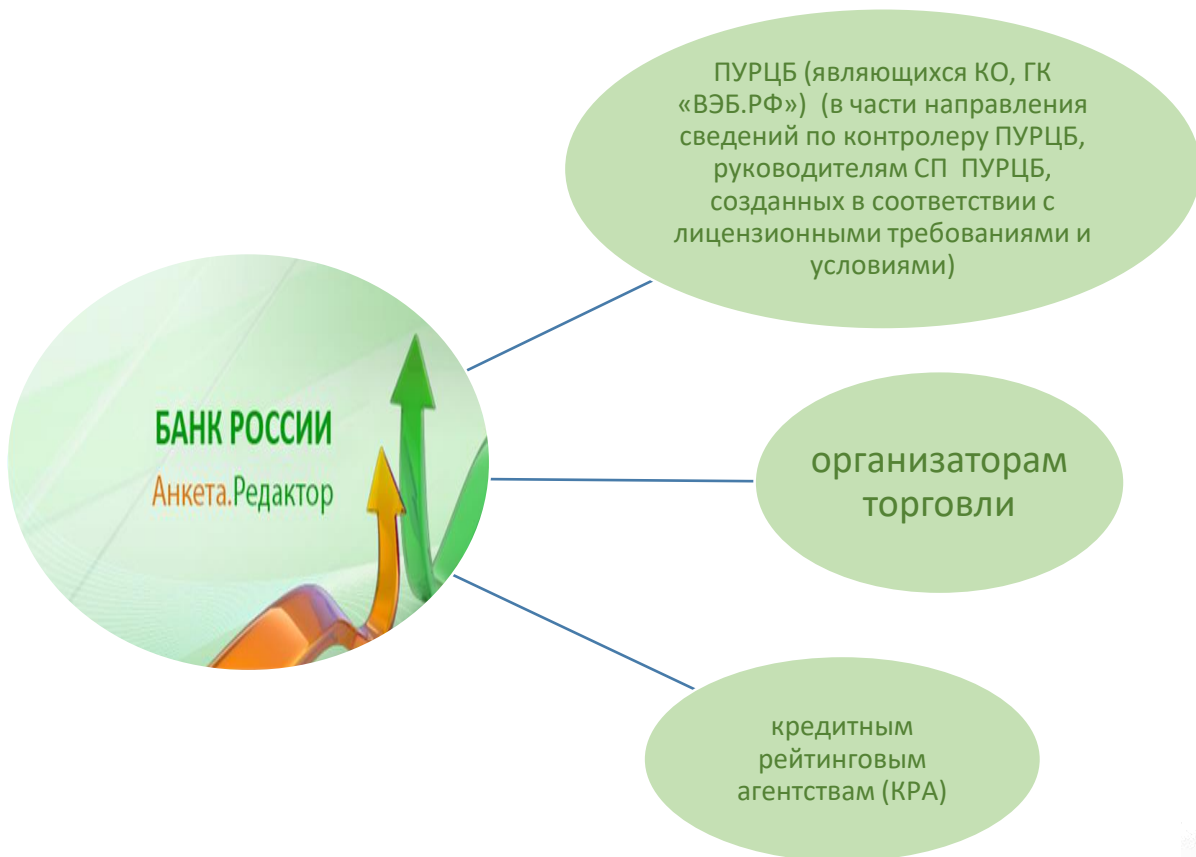 ПУРЦБ (являющихся КО, ГК
«ВЭБ.РФ») (в части направления
сведений по контролеру ПУРЦБ,
руководителям СП ПУРЦБ,
созданных в соответствии с
лицензионными требованиями и
условиями)
БАНК РОССИИ
Анкета.Редактор
организаторам
торговли
кредитным
рейтинговым
агентствам (КРА)